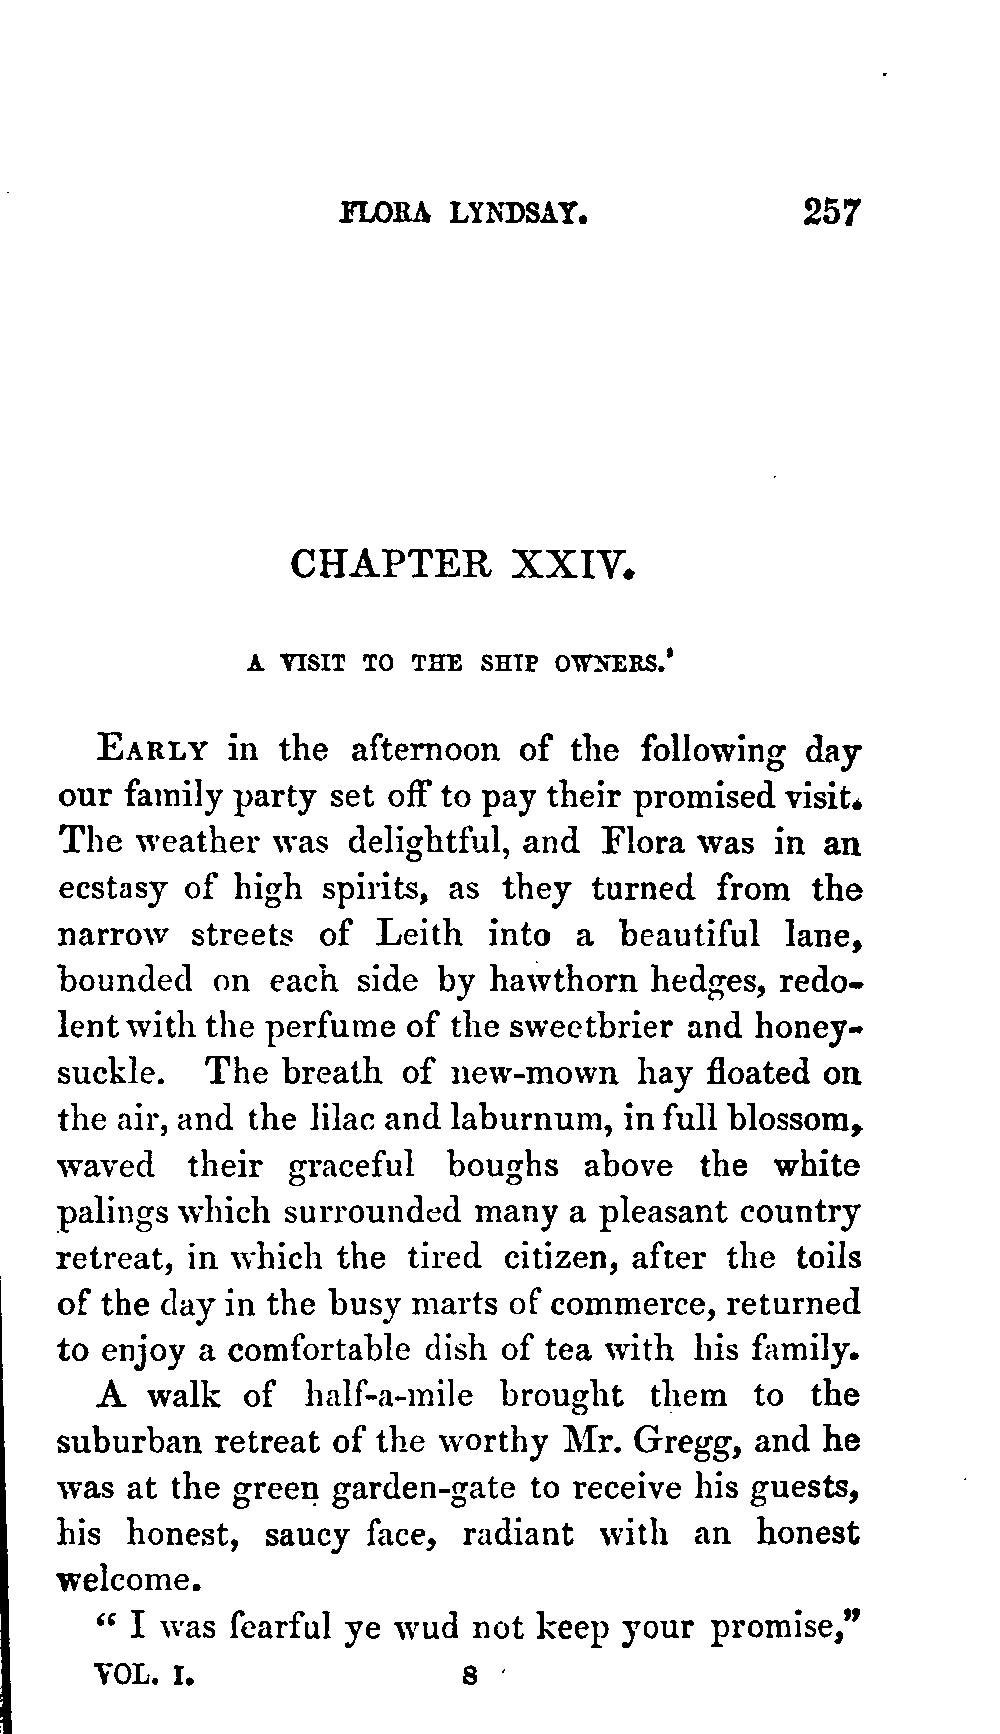 FLORA LYNDSAY. 257
CHAPTER XXIV.
A VISIT TO THE SHIP OWNERS.'
EARLY in the afternoon of the following day
our family party set off to pay their promised visit.
The weather was delightful, and Flora was in an
ecstasy of high spirits, as they turned from the
narrow streets of Leith into a beautiful lane,
bounded on each side by hawthorn hedges, redo-
lent with the perfume of the sweetbrier and honey-
suckle. The breath of new-mown hay floated on
the air, and the lilac and laburnum, in full blossom,
waved their graceful boughs above the white
palings which surrounded many a pleasant country
retreat, in which the tired citizen, after the toils
of the day in the busy marts of commerce, returned
to enjoy a comfortable dish of tea with his family.
A walk of half-a-mile brought them to the
suburban retreat of the worthy Mr. Gregg, and he
was at the green garden-gate to receive his guests,
his honest, saucy face, radiant with an honest
welcome.
“ I was fearful ye wud not keep your promise,”
VOL. I. S